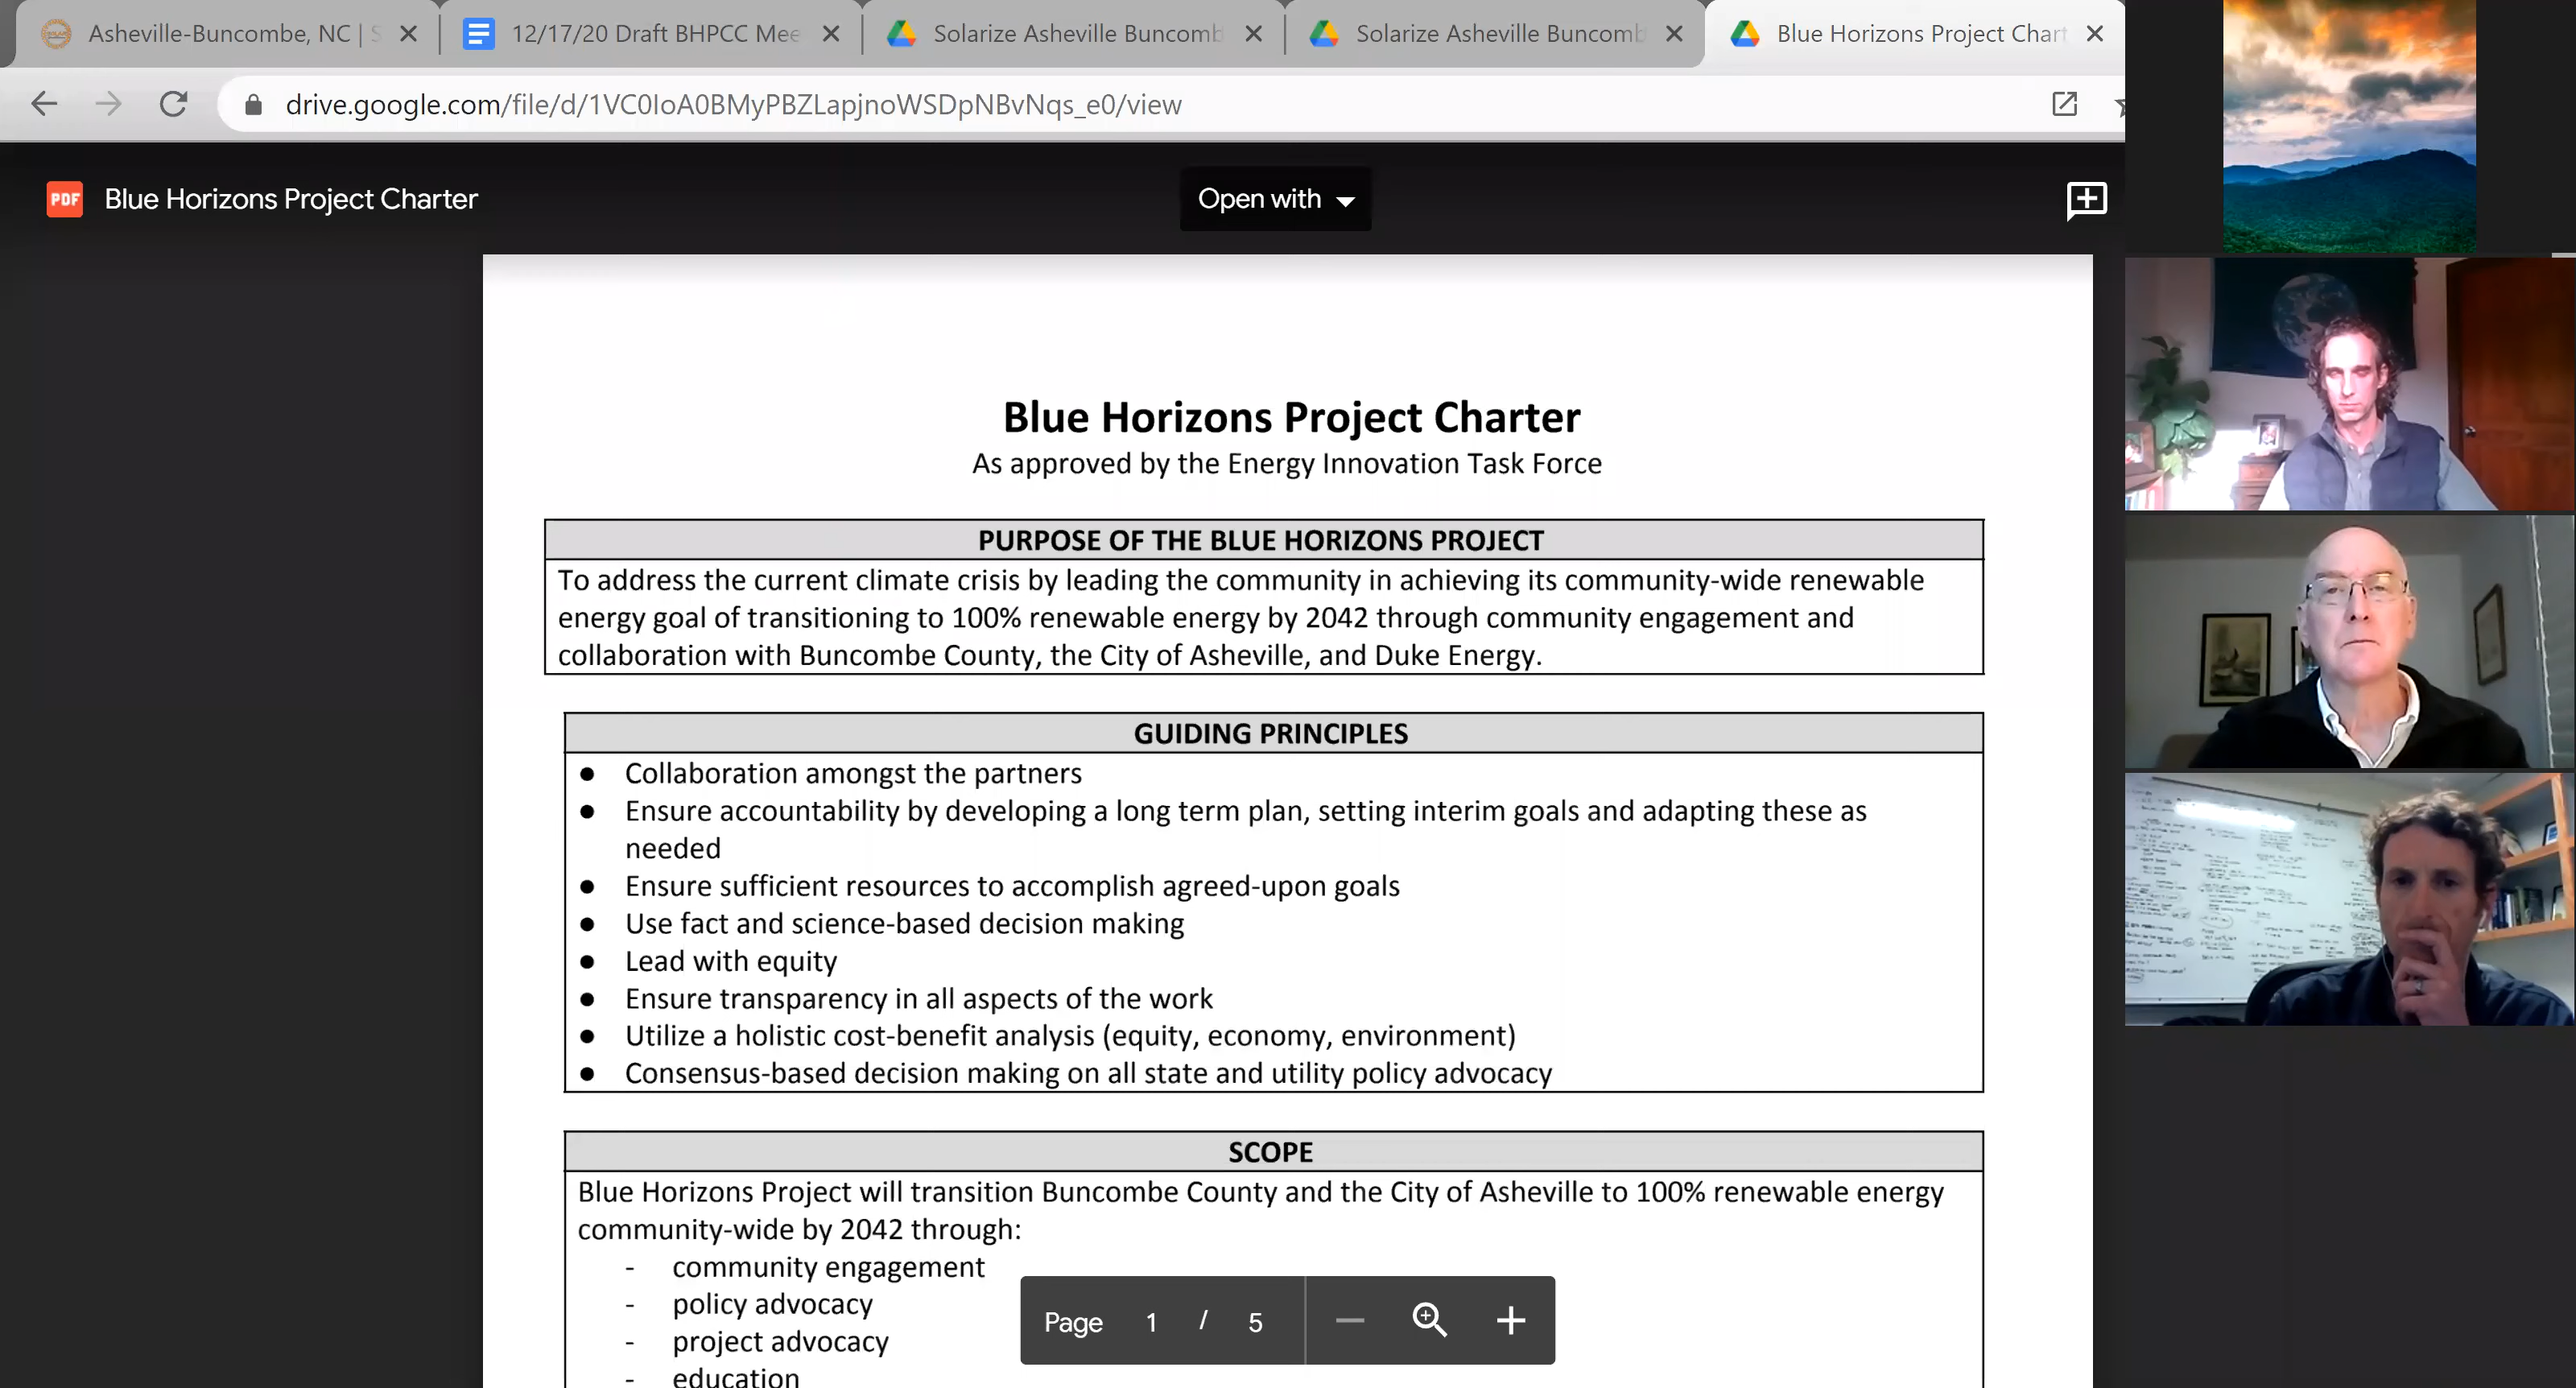 Asheville-Buncombe, NC | S
12/17/20 Draft BHPCC Mee
Solarize Asheville Buncomb
Solarize Asheville Buncomb
Blue Horizons Project Chart
drive.google.com/file/d/1VC0IoA0BMyPBZLapjnoWSDpNBvNqs_e0/view
PDF Blue Horizons Project Charter
Open with
Blue Horizons Project Charter
As approved by the Energy Innovation Task Force
PURPOSE OF THE BLUE HORIZONS PROJECT
To address the current climate crisis by leading the community in achieving its community-wide renewable
energy goal of transitioning to 100% renewable energy by 2042 through community engagement and
collaboration with Buncombe County, the City of Asheville, and Duke Energy.
GUIDING PRINCIPLES
● Collaboration amongst the partners
● Ensure accountability by developing a long term plan, setting interim goals and adapting these as
needed
● Ensure sufficient resources to accomplish agreed-upon goals
● Use fact and science-based decision making
● Lead with equity
● Ensure transparency in all aspects of the work
● Utilize a holistic cost-benefit analysis (equity, economy, environment)
● Consensus-based decision making on all state and utility policy advocacy
SCOPE
Blue Horizons Project will transition Buncombe County and the City of Asheville to 100% renewable energy
community-wide by 2042 through:
- community engagement
- policy advocacy
- project advocacy
- education
Page 1 / 5